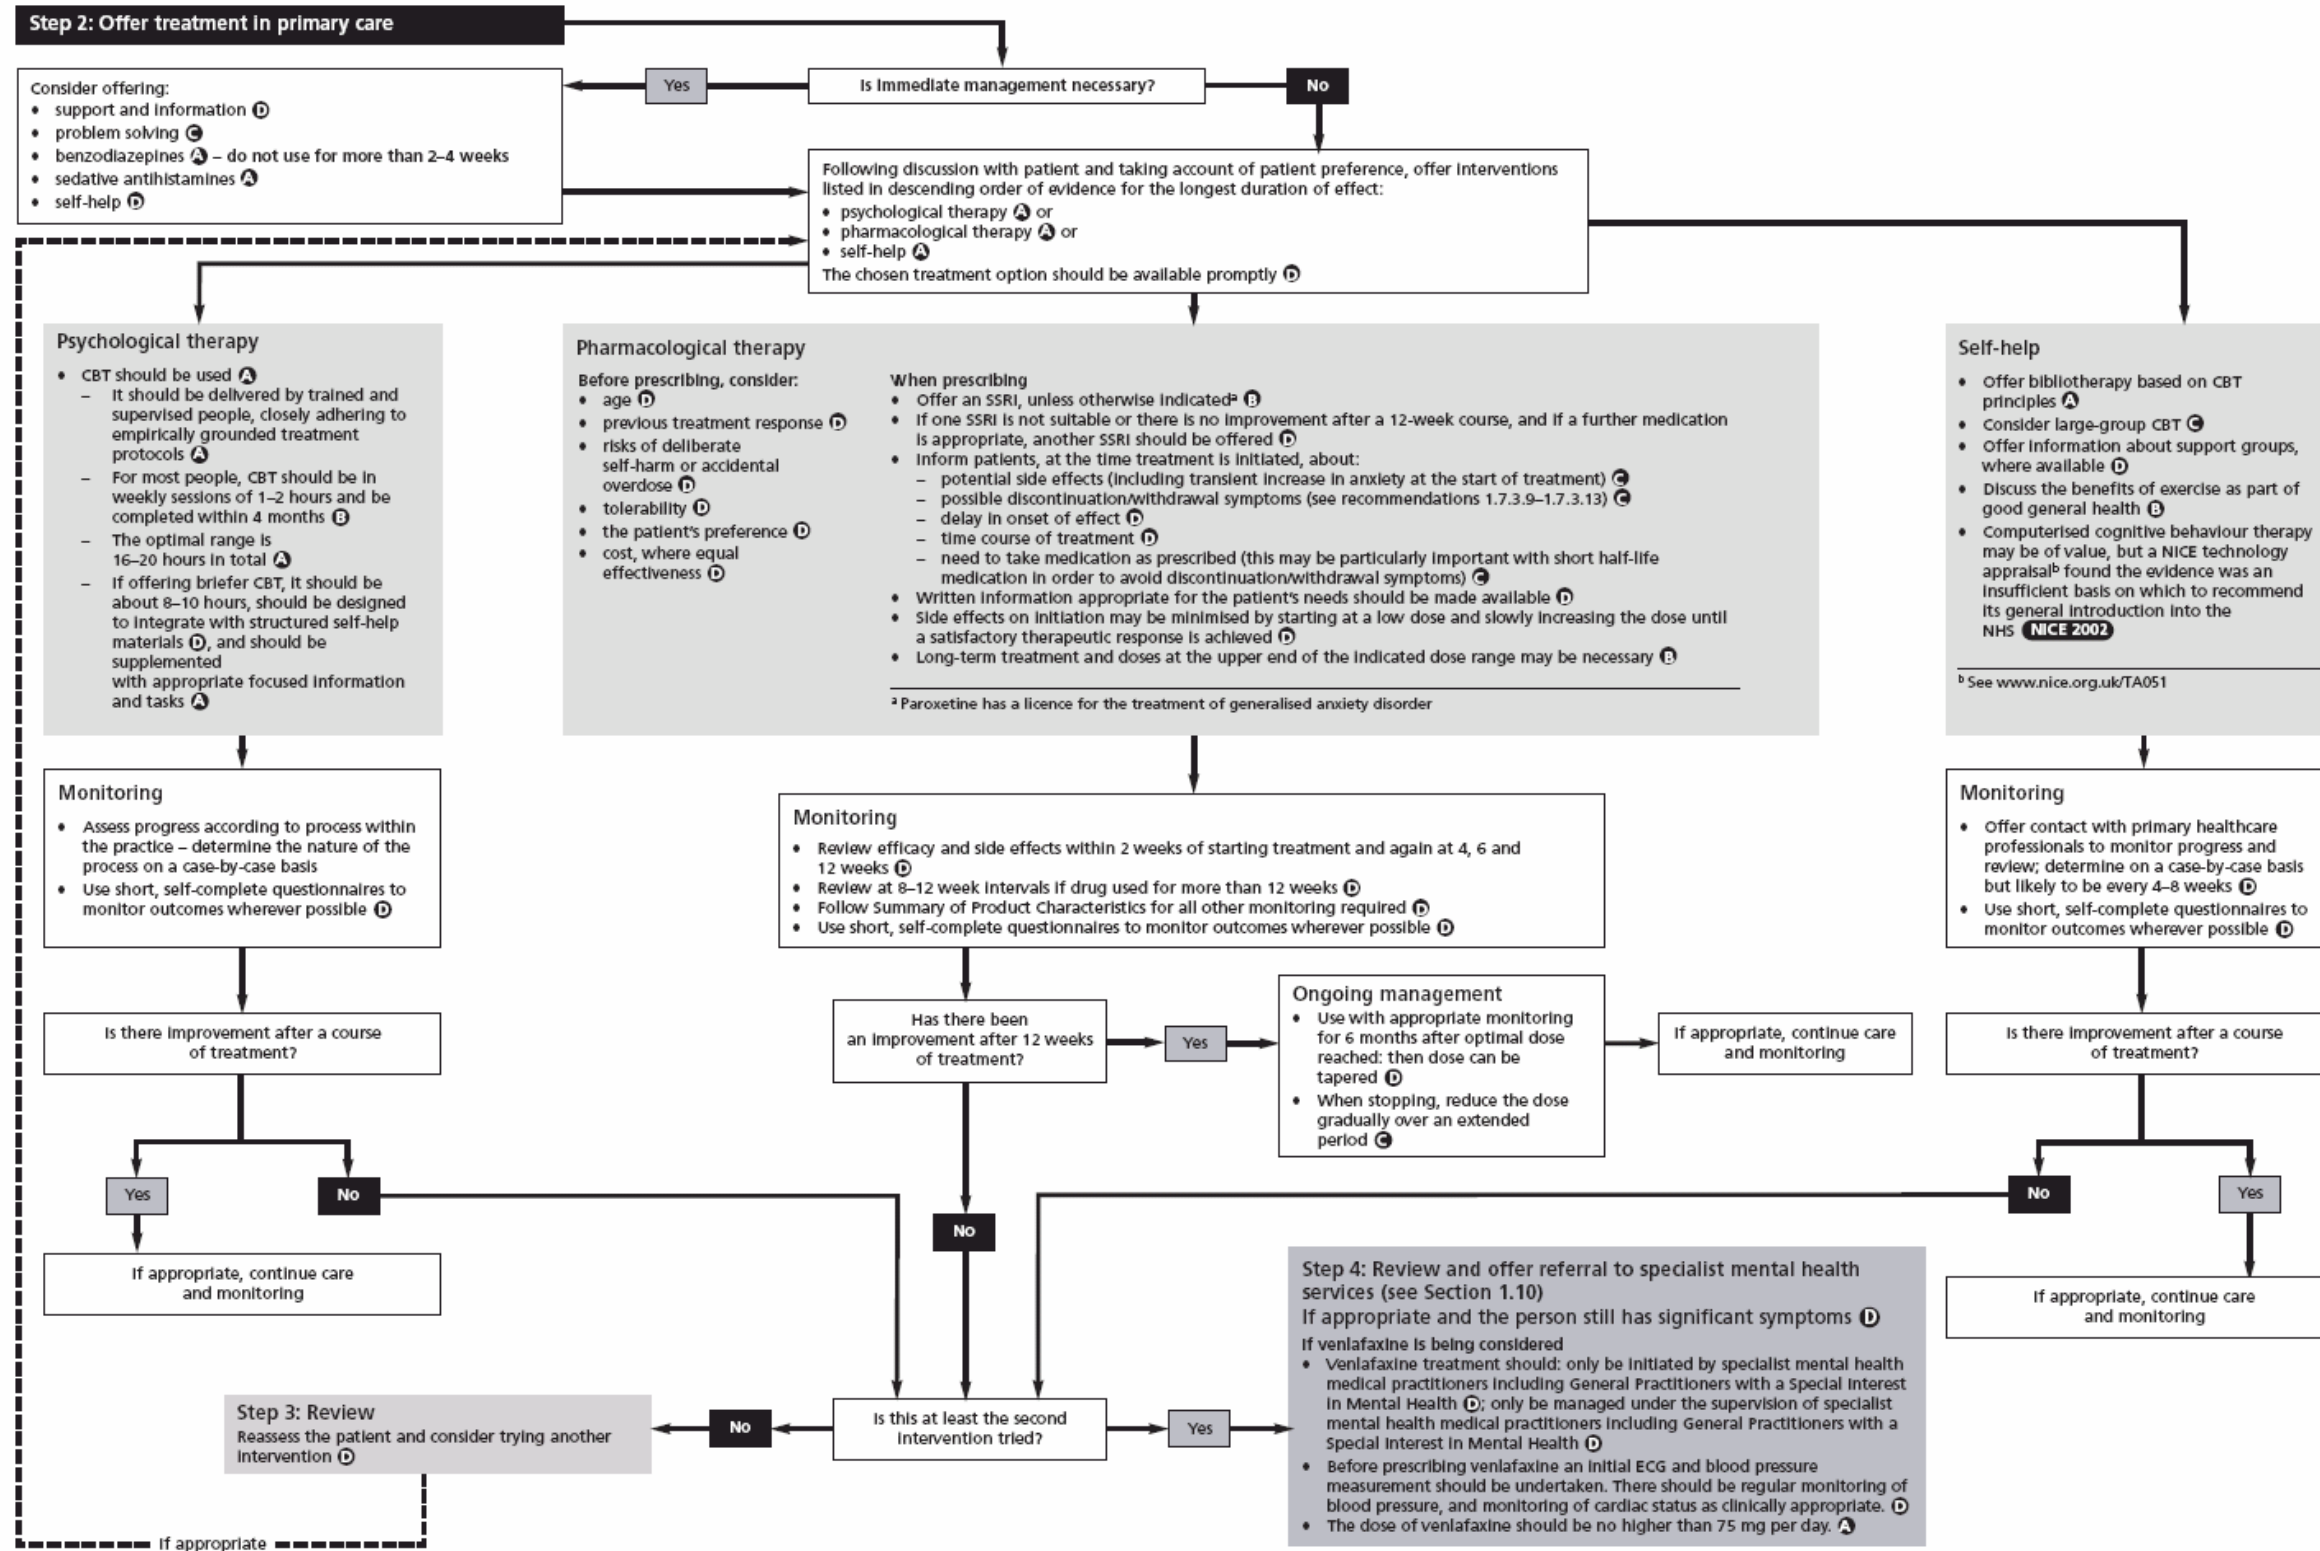 Step 2: Offer treatment in primary care
Is immediate management necessary?
Yes
No
Consider offering:
• support and information D
• problem solving C
• benzodiazepines A – do not use for more than 2–4 weeks
• sedative antihistamines A
• self-help D
Following discussion with patient and taking account of patient preference, offer interventions
listed in descending order of evidence for the longest duration of effect:
• psychological therapy A or
• pharmacological therapy A or
• self-help A
The chosen treatment option should be available promptly D
Psychological therapy
• CBT should be used A
– It should be delivered by trained and
supervised people, closely adhering to
empirically grounded treatment
protocols A
– For most people, CBT should be in
weekly sessions of 1–2 hours and be
completed within 4 months B
– The optimal range is
16–20 hours in total A
– If offering briefer CBT, it should be
about 8–10 hours, should be designed
to integrate with structured self-help
materials D, and should be
supplemented
with appropriate focused information
and tasks A
Pharmacological therapy
Before prescribing, consider:
• age D
• previous treatment response D
• risks of deliberate
self-harm or accidental
overdose D
• tolerability D
• the patient's preference D
• cost, where equal
effectiveness D
When prescribing
• Offer an SSRI, unless otherwise indicatedᵃ B
• If one SSRI is not suitable or there is no improvement after a 12-week course, and if a further medication
is appropriate, another SSRI should be offered D
• Inform patients, at the time treatment is initiated, about:
– potential side effects (including transient increase in anxiety at the start of treatment) C
– possible discontinuation/withdrawal symptoms (see recommendations 1.7.3.9–1.7.3.13) C
– delay in onset of effect D
– time course of treatment D
– need to take medication as prescribed (this may be particularly important with short half-life
medication in order to avoid discontinuation/withdrawal symptoms) C
• Written information appropriate for the patient's needs should be made available D
• Side effects on initiation may be minimised by starting at a low dose and slowly increasing the dose until
a satisfactory therapeutic response is achieved D
• Long-term treatment and doses at the upper end of the indicated dose range may be necessary B
ᵃ Paroxetine has a licence for the treatment of generalised anxiety disorder
Self-help
• Offer bibliotherapy based on CBT
principles A
• Consider large-group CBT C
• Offer information about support groups,
where available D
• Discuss the benefits of exercise as part of
good general health B
• Computerised cognitive behaviour therapy
may be of value, but a NICE technology
appraisalᵇ found the evidence was an
insufficient basis on which to recommend
its general introduction into the
NHS NICE 2002
ᵇ See www.nice.org.uk/TA051
Monitoring
• Assess progress according to process within
the practice – determine the nature of the
process on a case-by-case basis
• Use short, self-complete questionnaires to
monitor outcomes wherever possible D
Monitoring
• Review efficacy and side effects within 2 weeks of starting treatment and again at 4, 6 and
12 weeks D
• Review at 8–12 week intervals if drug used for more than 12 weeks D
• Follow Summary of Product Characteristics for all other monitoring required D
• Use short, self-complete questionnaires to monitor outcomes wherever possible D
Monitoring
• Offer contact with primary healthcare
professionals to monitor progress and
review; determine on a case-by-case basis
but likely to be every 4–8 weeks D
• Use short, self-complete questionnaires to
monitor outcomes wherever possible D
Is there improvement after a course
of treatment?
Has there been
an improvement after 12 weeks
of treatment?
Yes
Ongoing management
• Use with appropriate monitoring
for 6 months after optimal dose
reached: then dose can be
tapered D
• When stopping, reduce the dose
gradually over an extended
period C
If appropriate, continue care
and monitoring
Is there improvement after a course
of treatment?
Yes
No
No
No
Yes
If appropriate, continue care
and monitoring
If appropriate, continue care
and monitoring
Is this at least the second
intervention tried?
No
Yes
Step 3: Review
Reassess the patient and consider trying another
intervention D
If appropriate
Step 4: Review and offer referral to specialist mental health
services (see Section 1.10)
If appropriate and the person still has significant symptoms D
If venlafaxine is being considered
• Venlafaxine treatment should: only be initiated by specialist mental health
medical practitioners including General Practitioners with a Special Interest
in Mental Health D; only be managed under the supervision of specialist
mental health medical practitioners including General Practitioners with a
Special Interest in Mental Health D
• Before prescribing venlafaxine an initial ECG and blood pressure
measurement should be undertaken. There should be regular monitoring of
blood pressure, and monitoring of cardiac status as clinically appropriate. D
• The dose of venlafaxine should be no higher than 75 mg per day. A